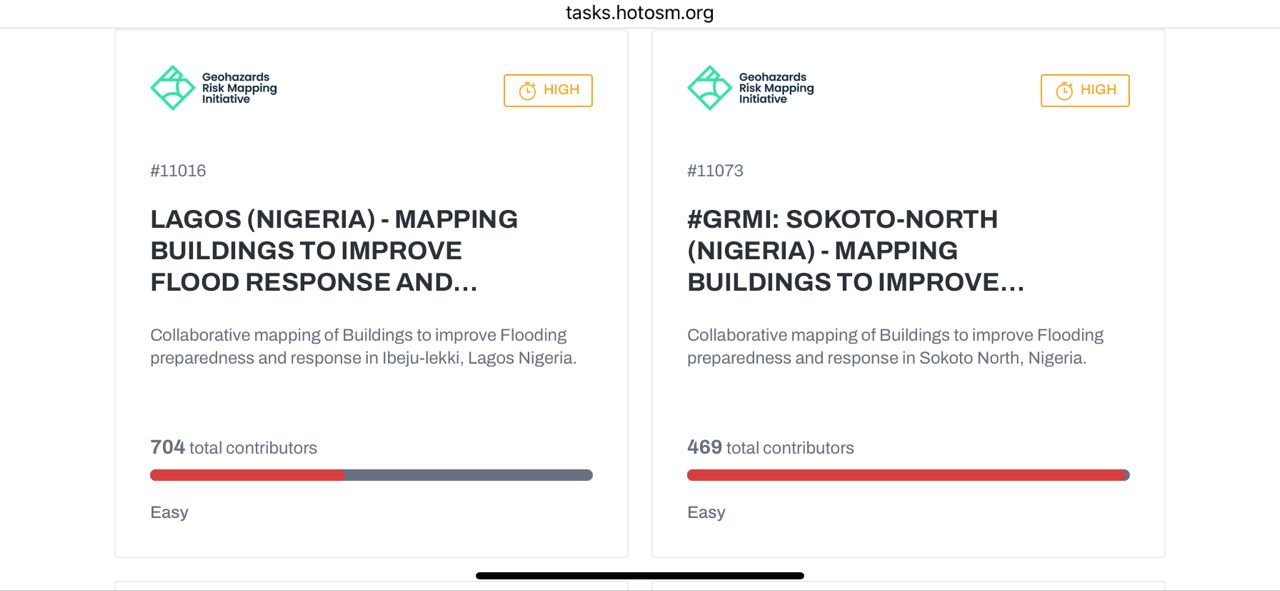 tasks.hotosm.org
Geohazards
Risk Mapping
Initiative
HIGH
#11016
LAGOS (NIGERIA) - MAPPING
BUILDINGS TO IMPROVE
FLOOD RESPONSE AND...
Collaborative mapping of Buildings to improve Flooding
preparedness and response in Ibeju-lekki, Lagos Nigeria.
704 total contributors
Easy
Geohazards
Risk Mapping
Initiative
HIGH
#11073
#GRMI: SOKOTO-NORTH
(NIGERIA) - MAPPING
BUILDINGS TO IMPROVE...
Collaborative mapping of Buildings to improve Flooding
preparedness and response in Sokoto North, Nigeria.
469 total contributors
Easy